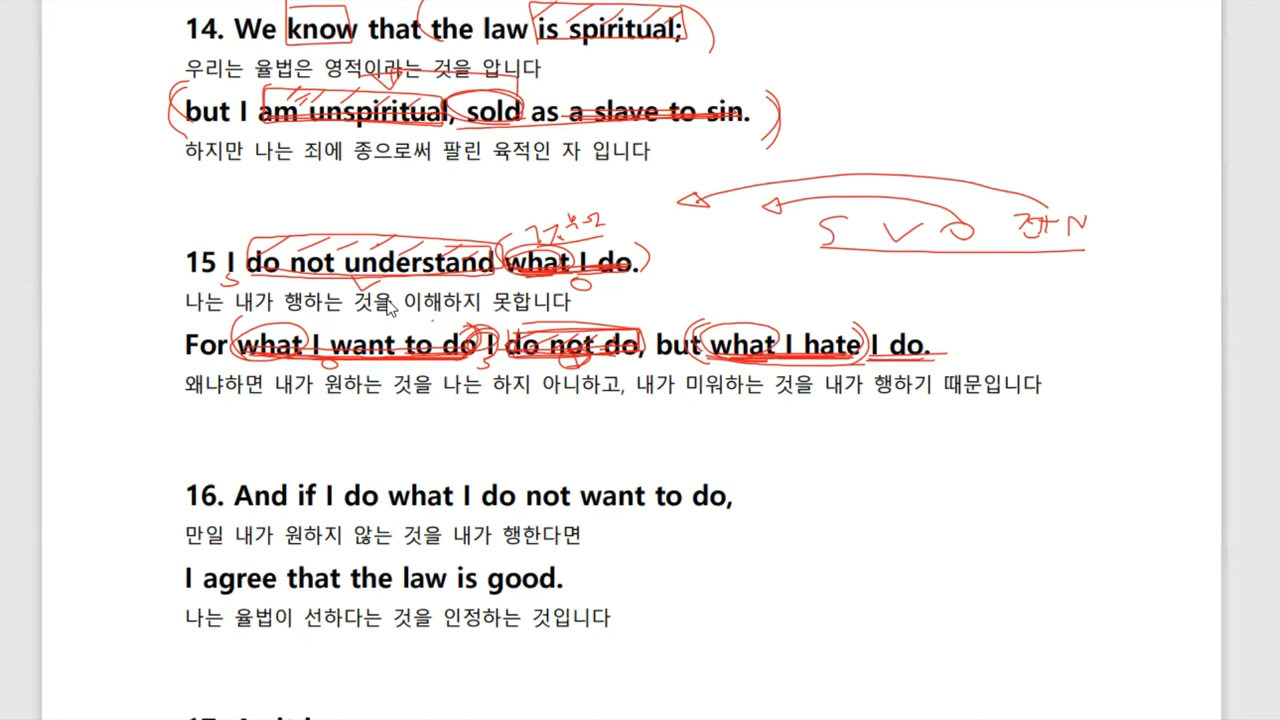 14. We know that the law is spiritual;
우리는 율법은 영적이라는 것을 압니다
but I am unspiritual, sold as a slave to sin.
하지만 나는 죄에 종으로써 팔린 육적인 자 입니다
S V O 전+N
15 I do not understand what I do.
S V O
나는 내가 행하는 것을 이해하지 못합니다
For what I want to do I do not do, but what I hate I do.
O S
왜냐하면 내가 원하는 것을 나는 하지 아니하고, 내가 미워하는 것을 내가 행하기 때문입니다
16. And if I do what I do not want to do,
만일 내가 원하지 않는 것을 내가 행한다면
I agree that the law is good.
나는 율법이 선하다는 것을 인정하는 것입니다